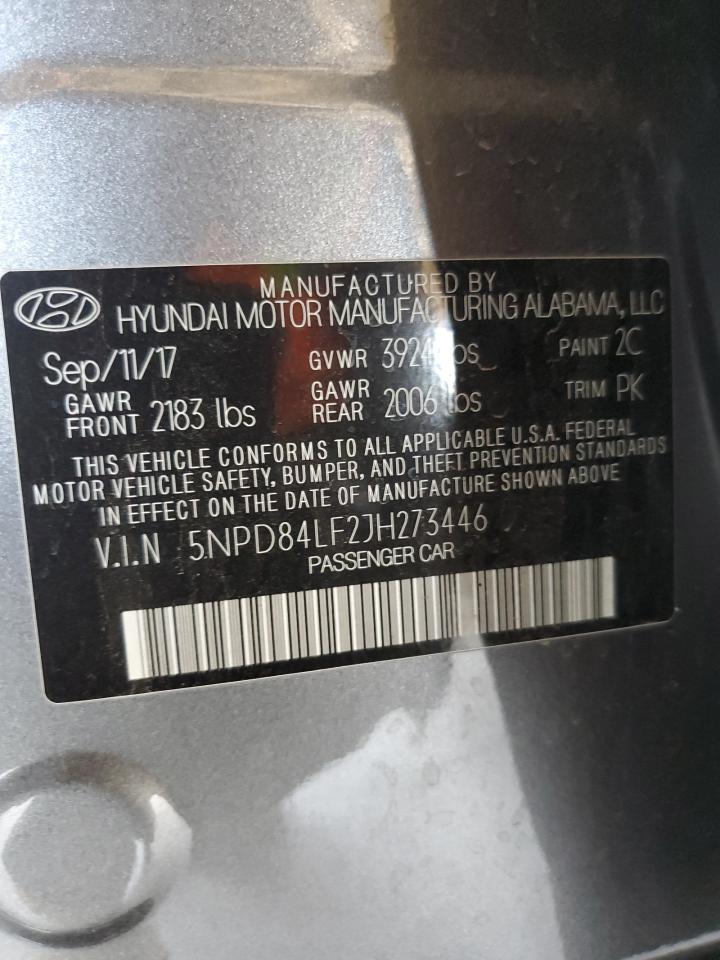 MANUFACTURED BY
HYUNDAI MOTOR MANUFACTURING ALABAMA, LLC
Sep/11/17 GVWR 3924 lbs PAINT 2C
GAWR FRONT 2183 lbs GAWR REAR 2006 lbs TRIM PK
THIS VEHICLE CONFORMS TO ALL APPLICABLE U.S.A. FEDERAL
MOTOR VEHICLE SAFETY, BUMPER, AND THEFT PREVENTION STANDARDS
IN EFFECT ON THE DATE OF MANUFACTURE SHOWN ABOVE
V.I.N 5NPD84LF2JH273446
PASSENGER CAR